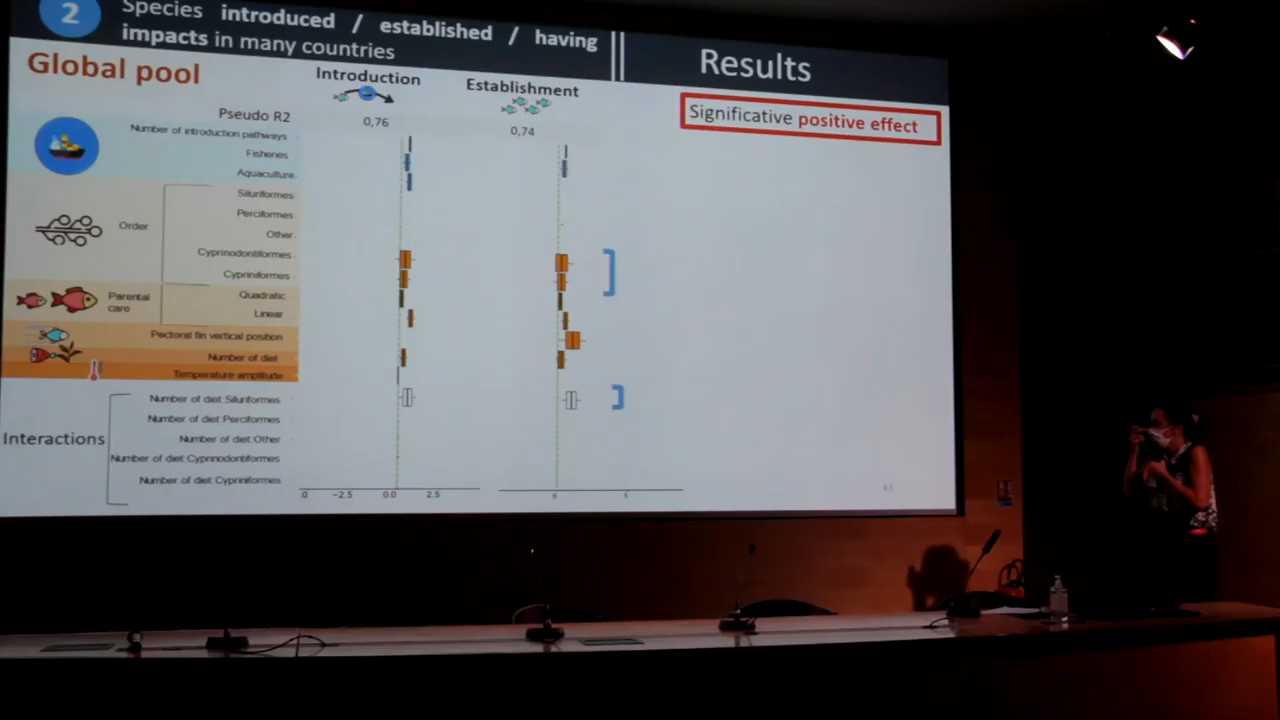 2
Species introduced / established / having
impacts in many countries
Results
Global pool
Introduction
Establishment
Significative positive effect
Pseudo R2
0,76
0,74
Number of introduction pathways
Fisheries
Aquaculture
Siluriformes
Perciformes
Order
Other
Cyprinodontiformes
Cypriniformes
Parental
care
Quadratic
Linear
Pectoral fin vertical position
Number of diet
Temperature amplitude
Number of diet:Siluriformes
Number of diet:Perciformes
Interactions
Number of diet:Other
Number of diet:Cyprinodontiformes
Number of diet:Cypriniformes
.0 -2.5 0.0 2.5